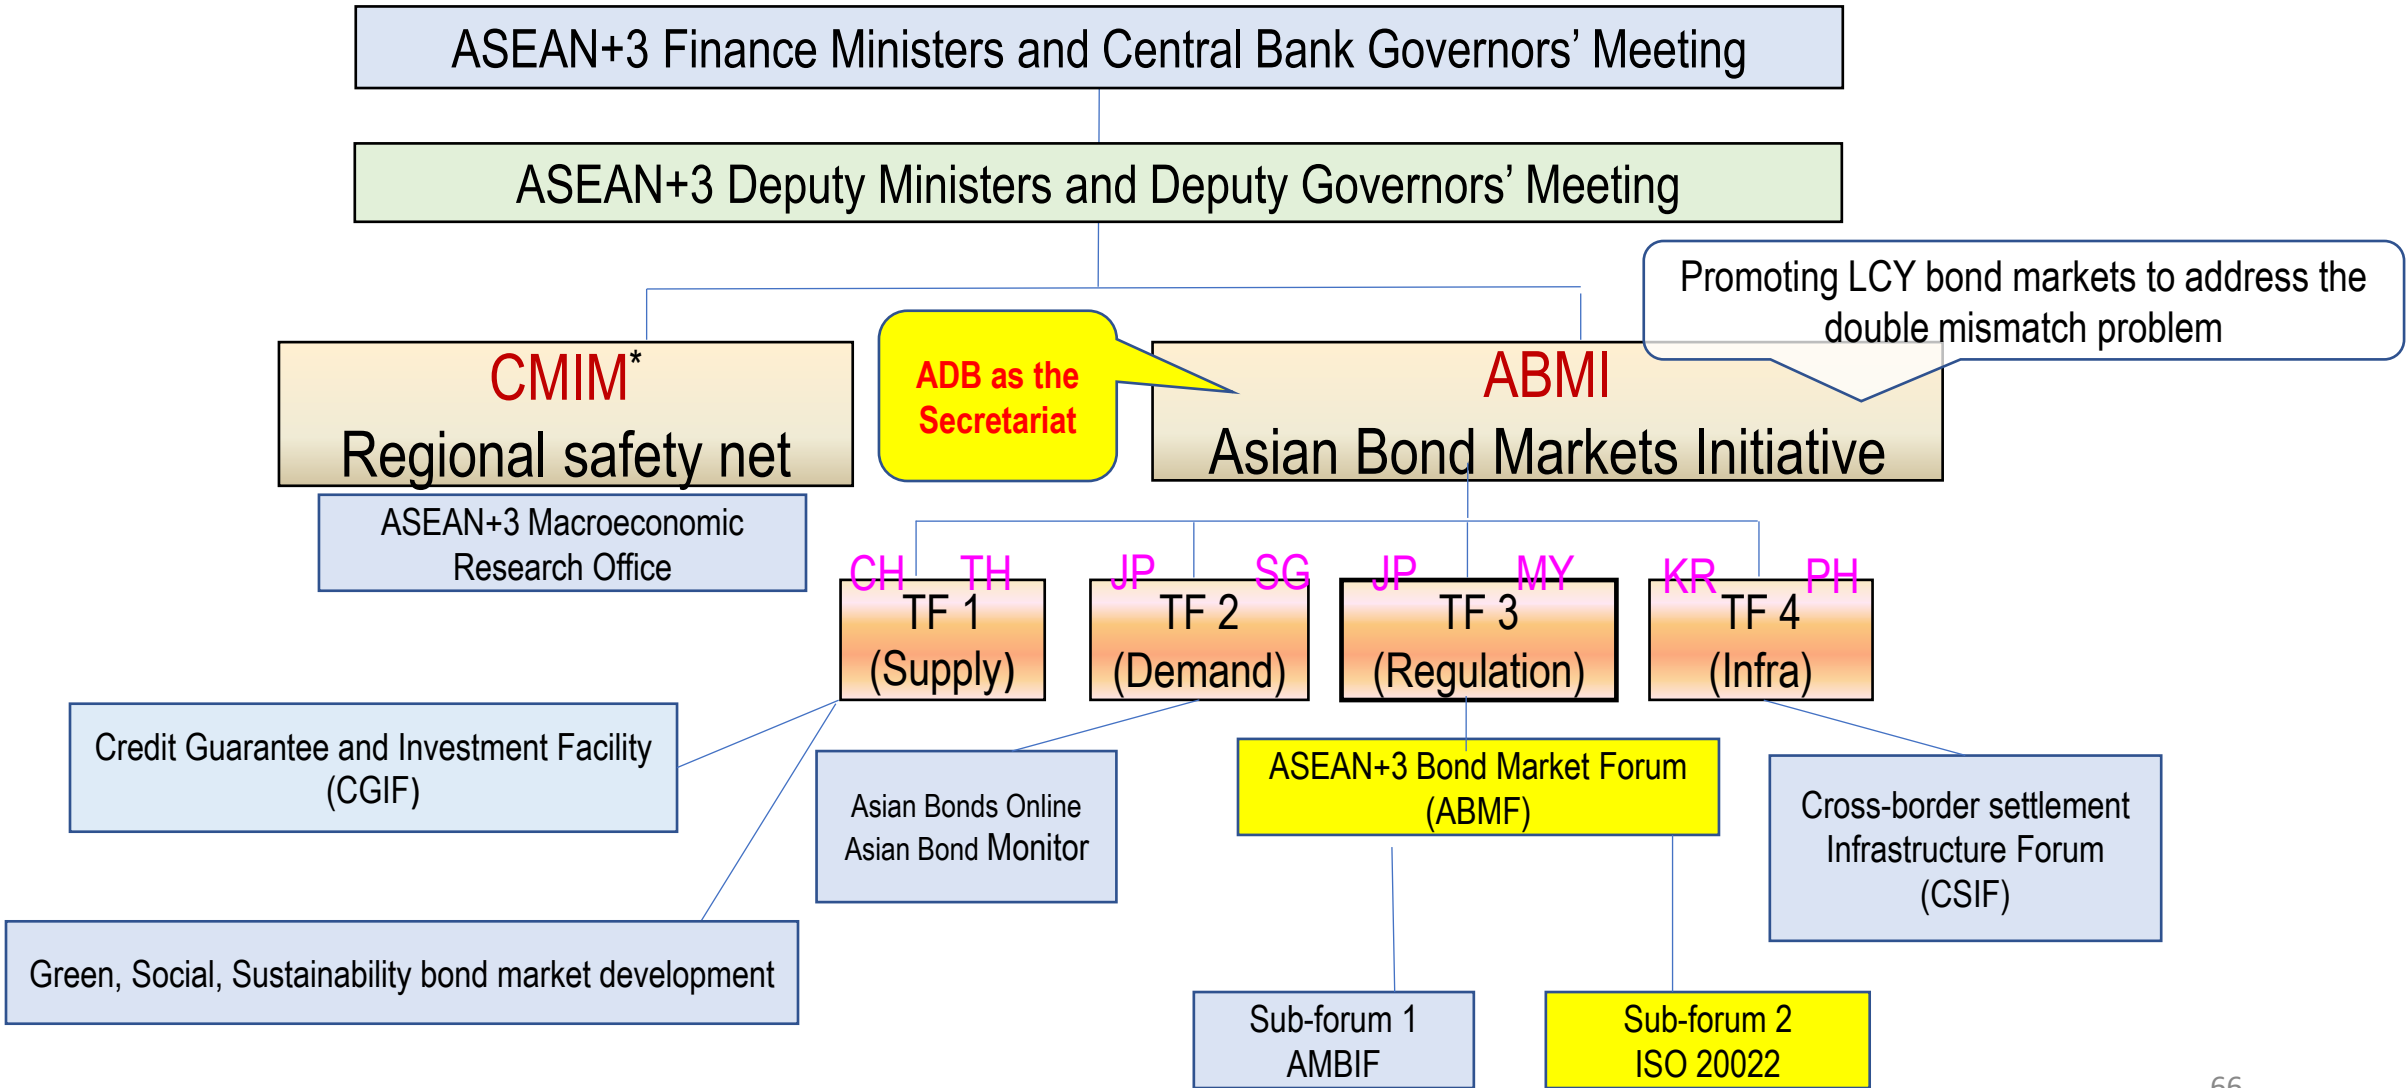 ASEAN+3 Finance Ministers and Central Bank Governors’ Meeting
ASEAN+3 Deputy Ministers and Deputy Governors’ Meeting
Promoting LCY bond markets to address the
double mismatch problem
CMIM*
Regional safety net
ADB as the
Secretariat
ABMI
Asian Bond Markets Initiative
ASEAN+3 Macroeconomic
Research Office
CH TH
TF 1
(Supply)
JP SG
TF 2
(Demand)
JP MY
TF 3
(Regulation)
KR PH
TF 4
(Infra)
Credit Guarantee and Investment Facility
(CGIF)
Asian Bonds Online
Asian Bond Monitor
ASEAN+3 Bond Market Forum
(ABMF)
Cross-border settlement
Infrastructure Forum
(CSIF)
Green, Social, Sustainability bond market development
Sub-forum 1
AMBIF
Sub-forum 2
ISO 20022
66